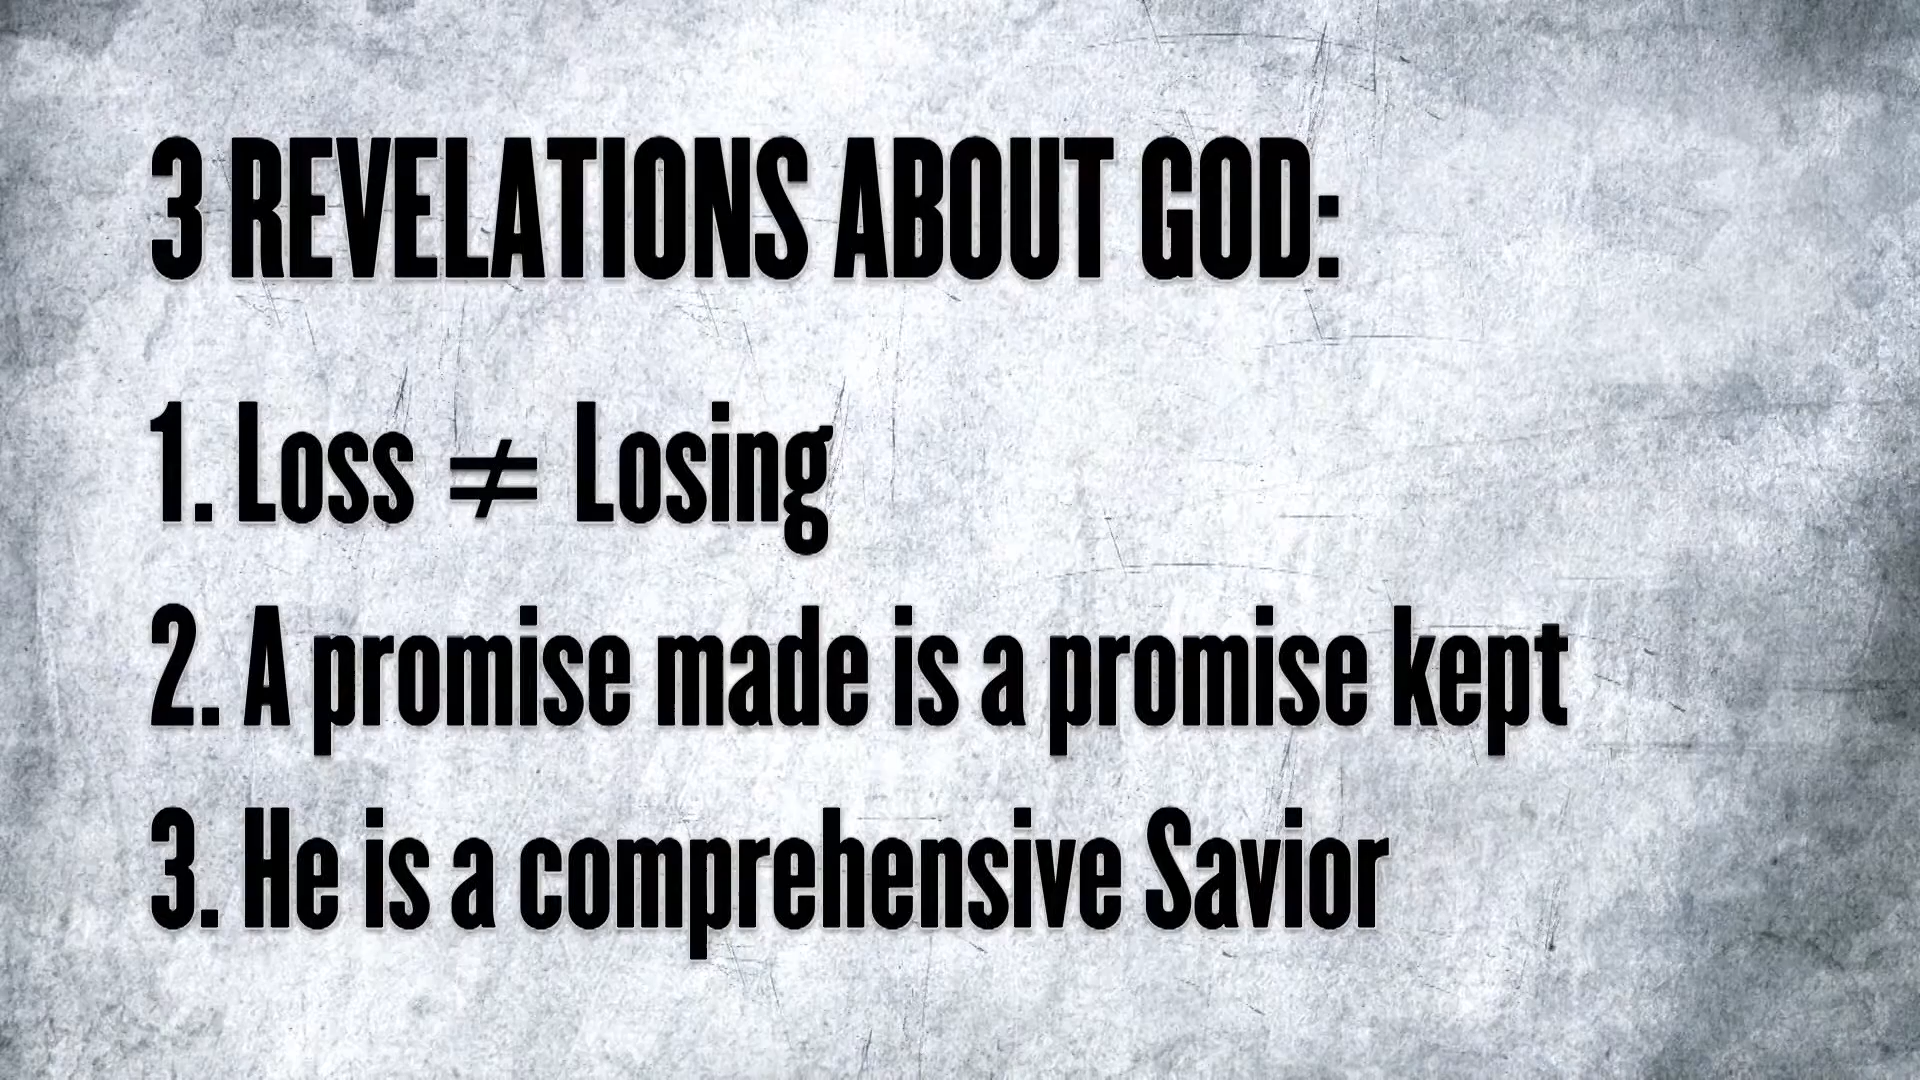 3 REVELATIONS ABOUT GOD:
1. Loss ≠ Losing
2. A promise made is a promise kept
3. He is a comprehensive Savior